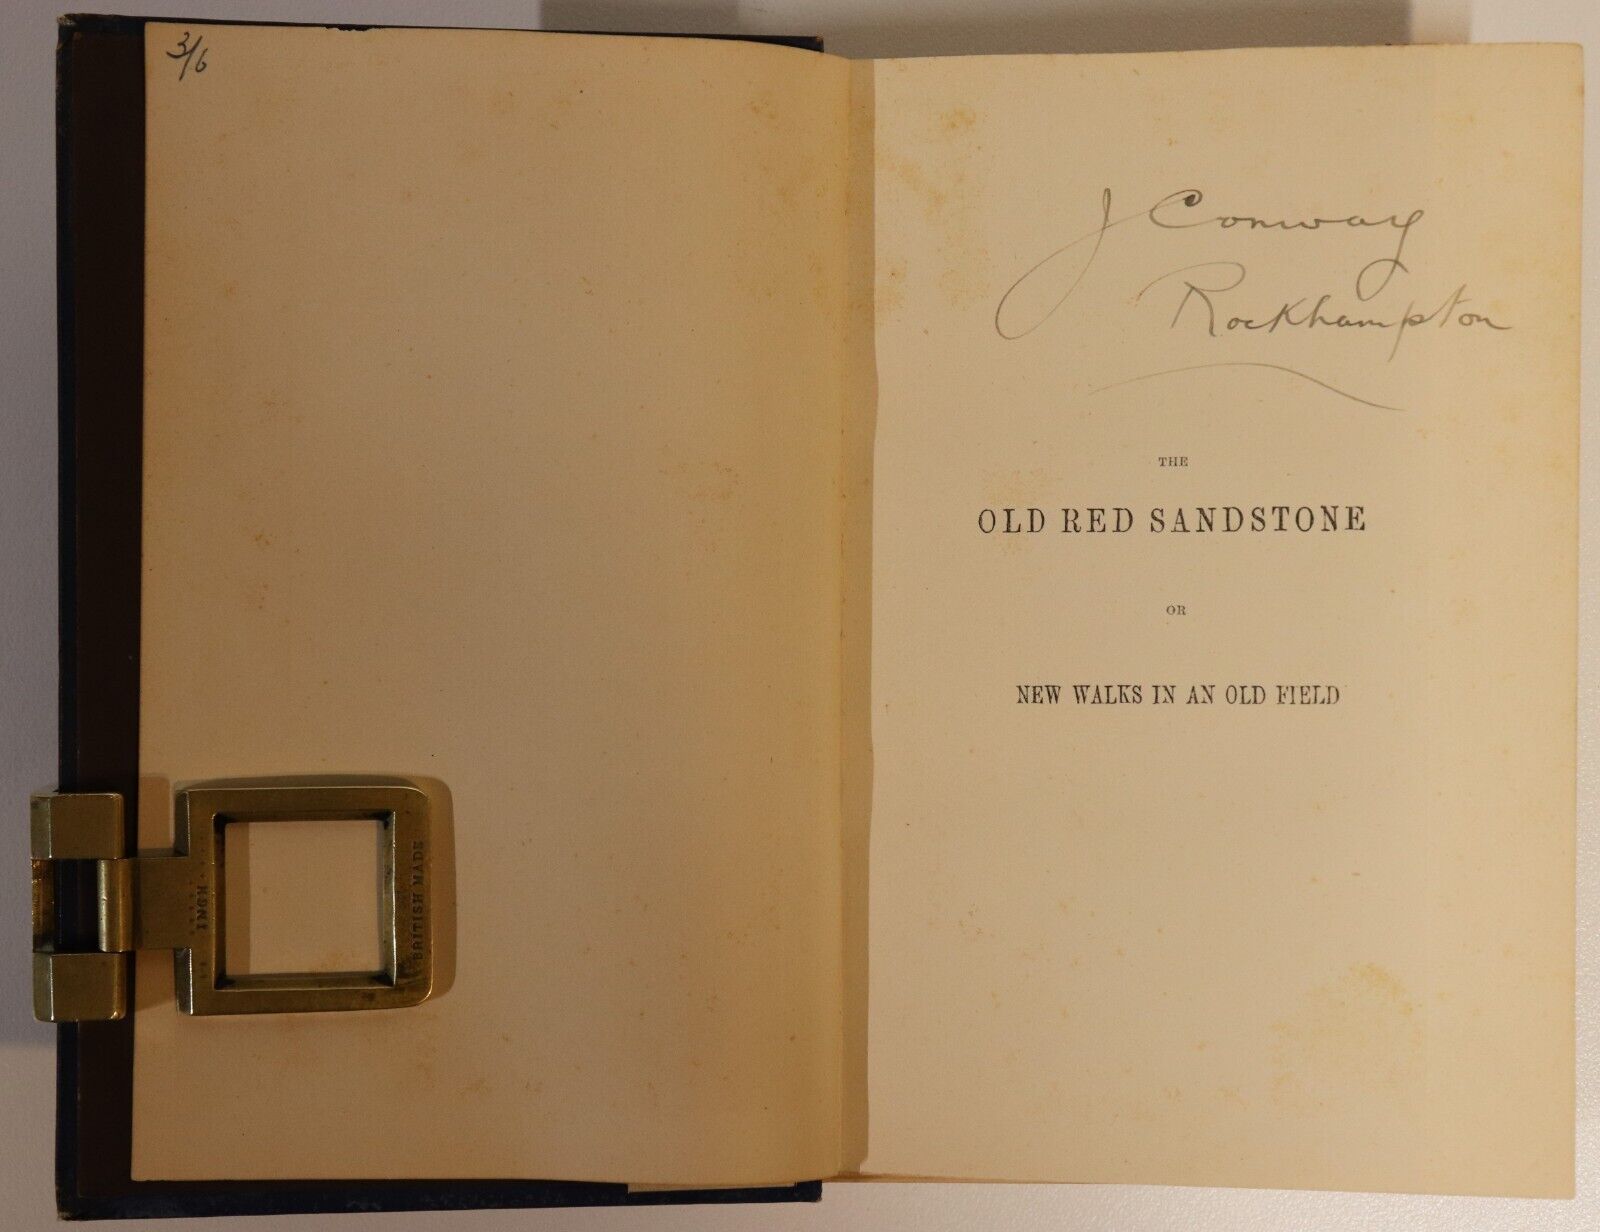 3/6
J Conway
Rockhampton
THE
OLD RED SANDSTONE
OR
NEW WALKS IN AN OLD FIELD
1 INCH
BRITISH MADE